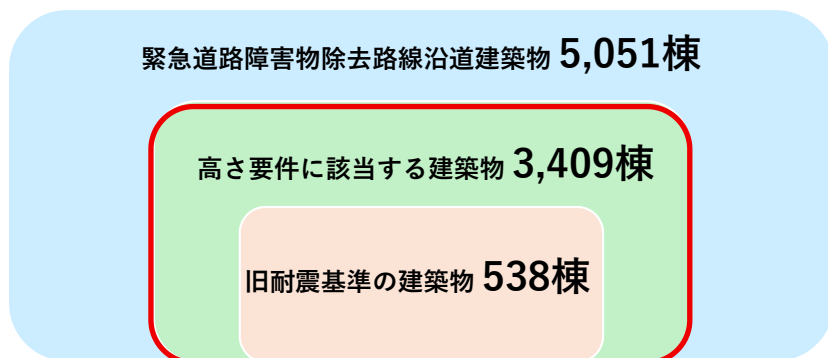 緊急道路障害物除去路線沿道建築物 5,051棟
高さ要件に該当する建築物 3,409棟
旧耐震基準の建築物 538棟